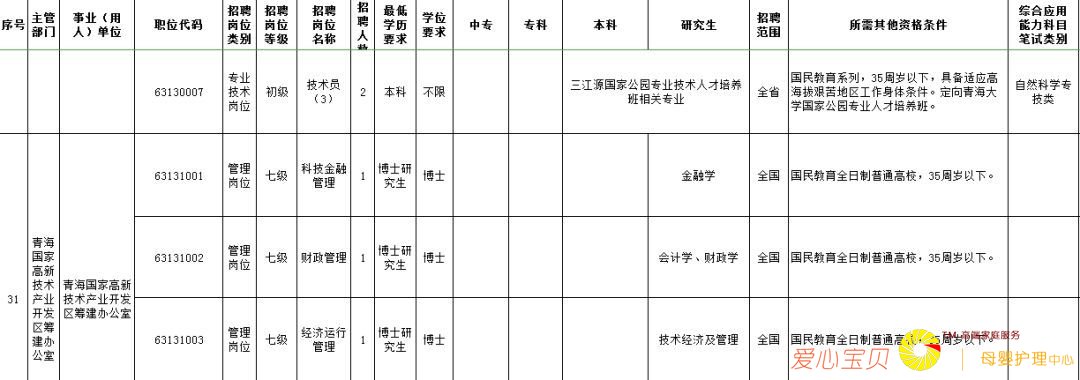 序号
主管
部门
事业（用
人）单位
职位代码
招聘
岗位
类别
招聘
岗位
等级
招聘
岗位
名称
招
聘
人
最低
学历
要求
学位
要求
中专
专科
本科
研究生
招聘
范围
所需其他资格条件
综合应用
能力科目
笔试类别
63130007
专业
技术
岗位
初级
技术员
（3）
2
本科
不限
三江源国家公园专业技术人才培养
班相关专业
全省
国民教育系列，35周岁以下，具备适应高
海拔艰苦地区工作身体条件。定向青海大
学国家公园专业人才培养班。
自然科学专
技类
31
青海
国家
高新
技术
产业
开发
区筹
建办
公室
青海国家高新
技术产业开发
区筹建办公室
63131001
管理
岗位
七级
科技金融
管理
1
博士研
究生
博士
金融学
全国
国民教育全日制普通高校，35周岁以下。
63131002
管理
岗位
七级
财政管理
1
博士研
究生
博士
会计学、财政学
全国
国民教育全日制普通高校，35周岁以下。
63131003
管理
岗位
七级
经济运行
管理
1
博士研
究生
博士
技术经济及管理
全国
国民教育全日制普通高校，35周岁以下。
爱心宝贝
TM 高端家庭服务
母婴护理中心